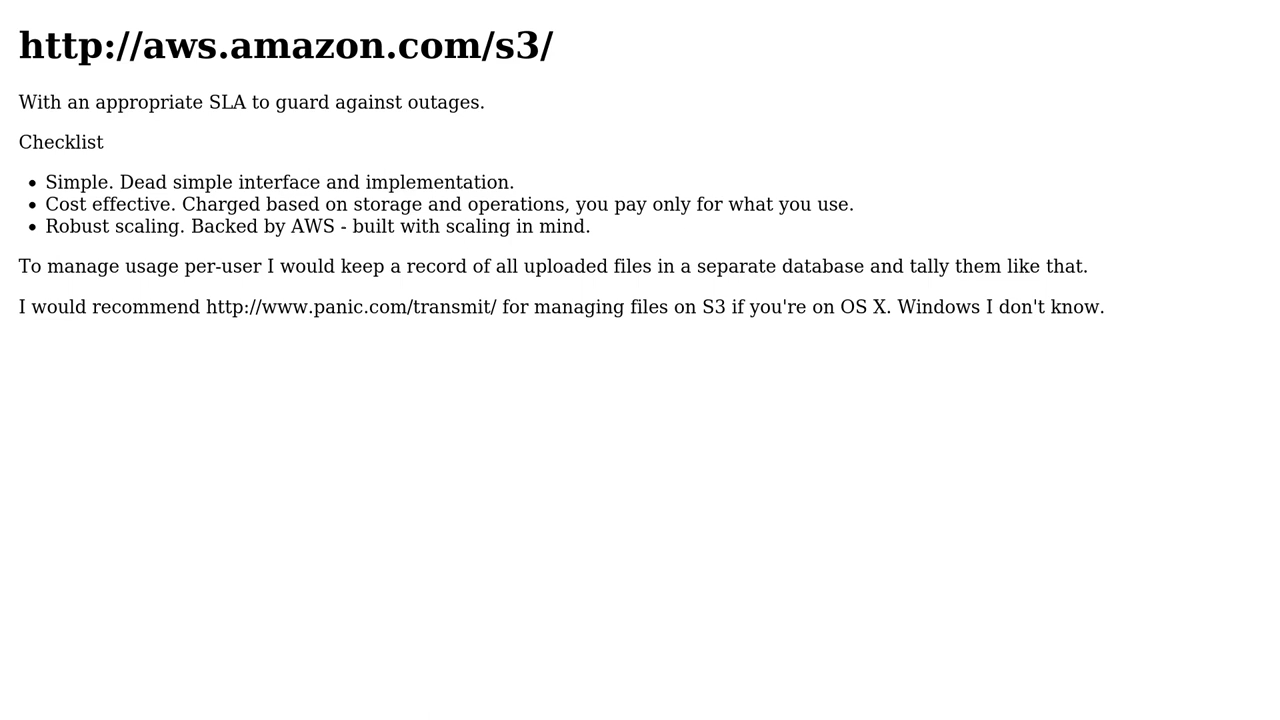 http://aws.amazon.com/s3/
With an appropriate SLA to guard against outages.
Checklist
• Simple. Dead simple interface and implementation.
• Cost effective. Charged based on storage and operations, you pay only for what you use.
• Robust scaling. Backed by AWS - built with scaling in mind.
To manage usage per-user I would keep a record of all uploaded files in a separate database and tally them like that.
I would recommend http://www.panic.com/transmit/ for managing files on S3 if you're on OS X. Windows I don't know.